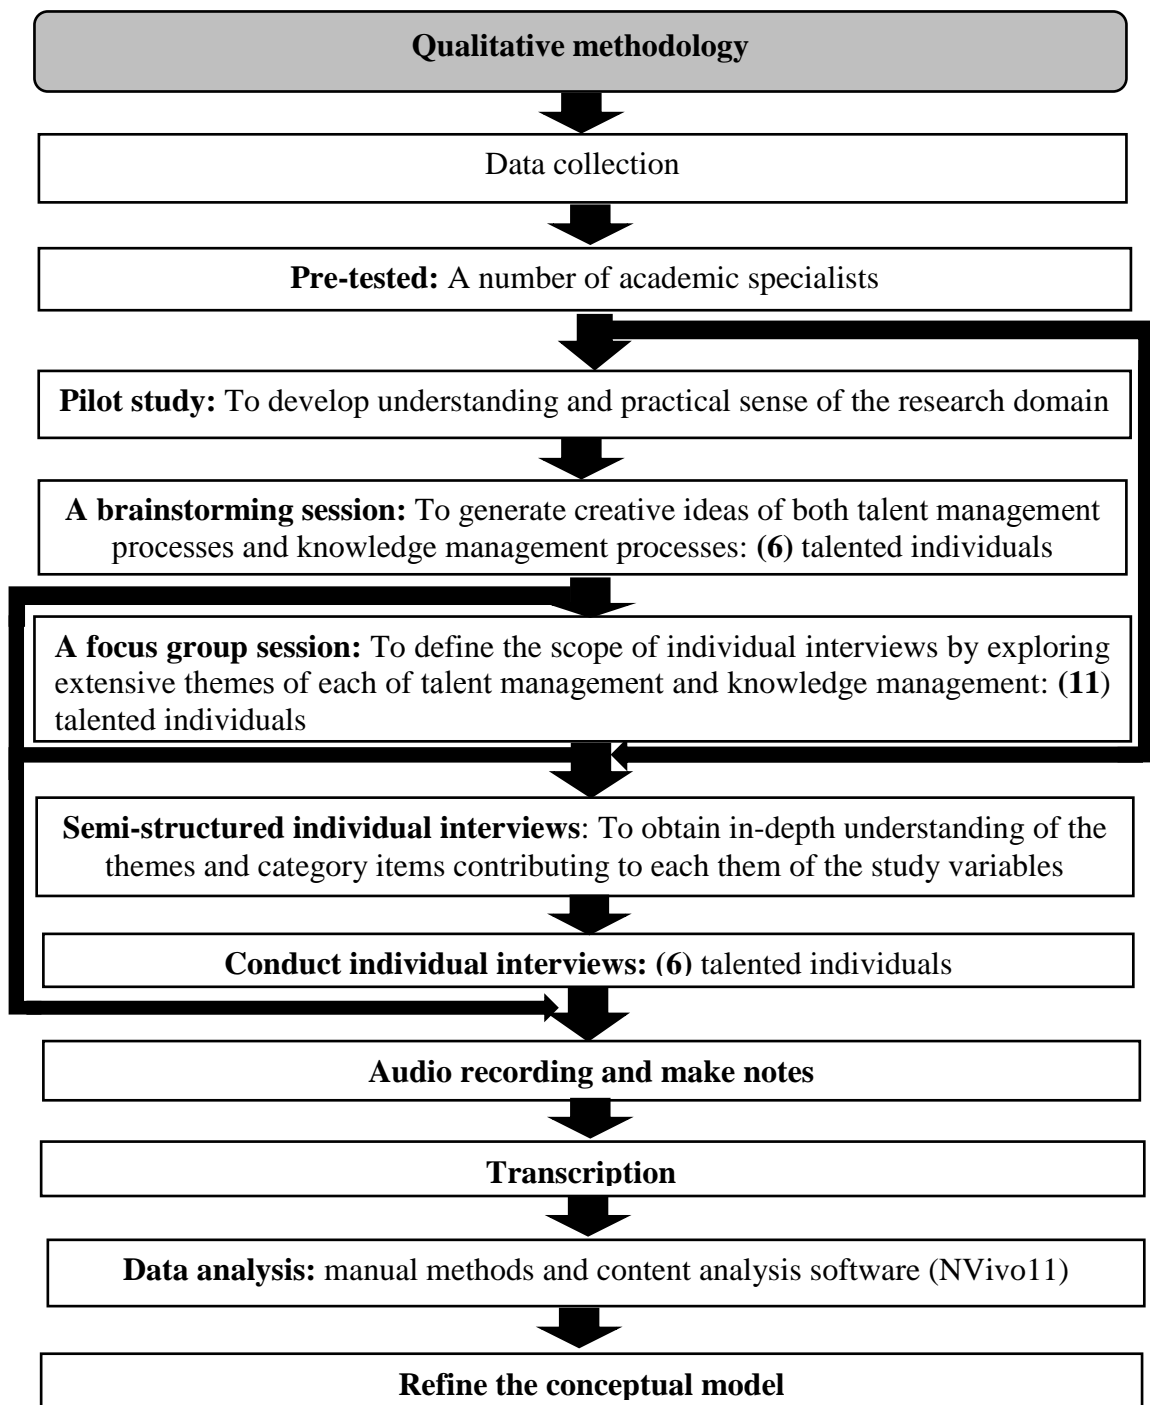 Qualitative methodology
Data collection
Pre-tested: A number of academic specialists
Pilot study: To develop understanding and practical sense of the research domain
A brainstorming session: To generate creative ideas of both talent management
processes and knowledge management processes: (6) talented individuals
A focus group session: To define the scope of individual interviews by exploring
extensive themes of each of talent management and knowledge management: (11)
talented individuals
Semi-structured individual interviews: To obtain in-depth understanding of the
themes and category items contributing to each them of the study variables
Conduct individual interviews: (6) talented individuals
Audio recording and make notes
Transcription
Data analysis: manual methods and content analysis software (NVivo11)
Refine the conceptual model